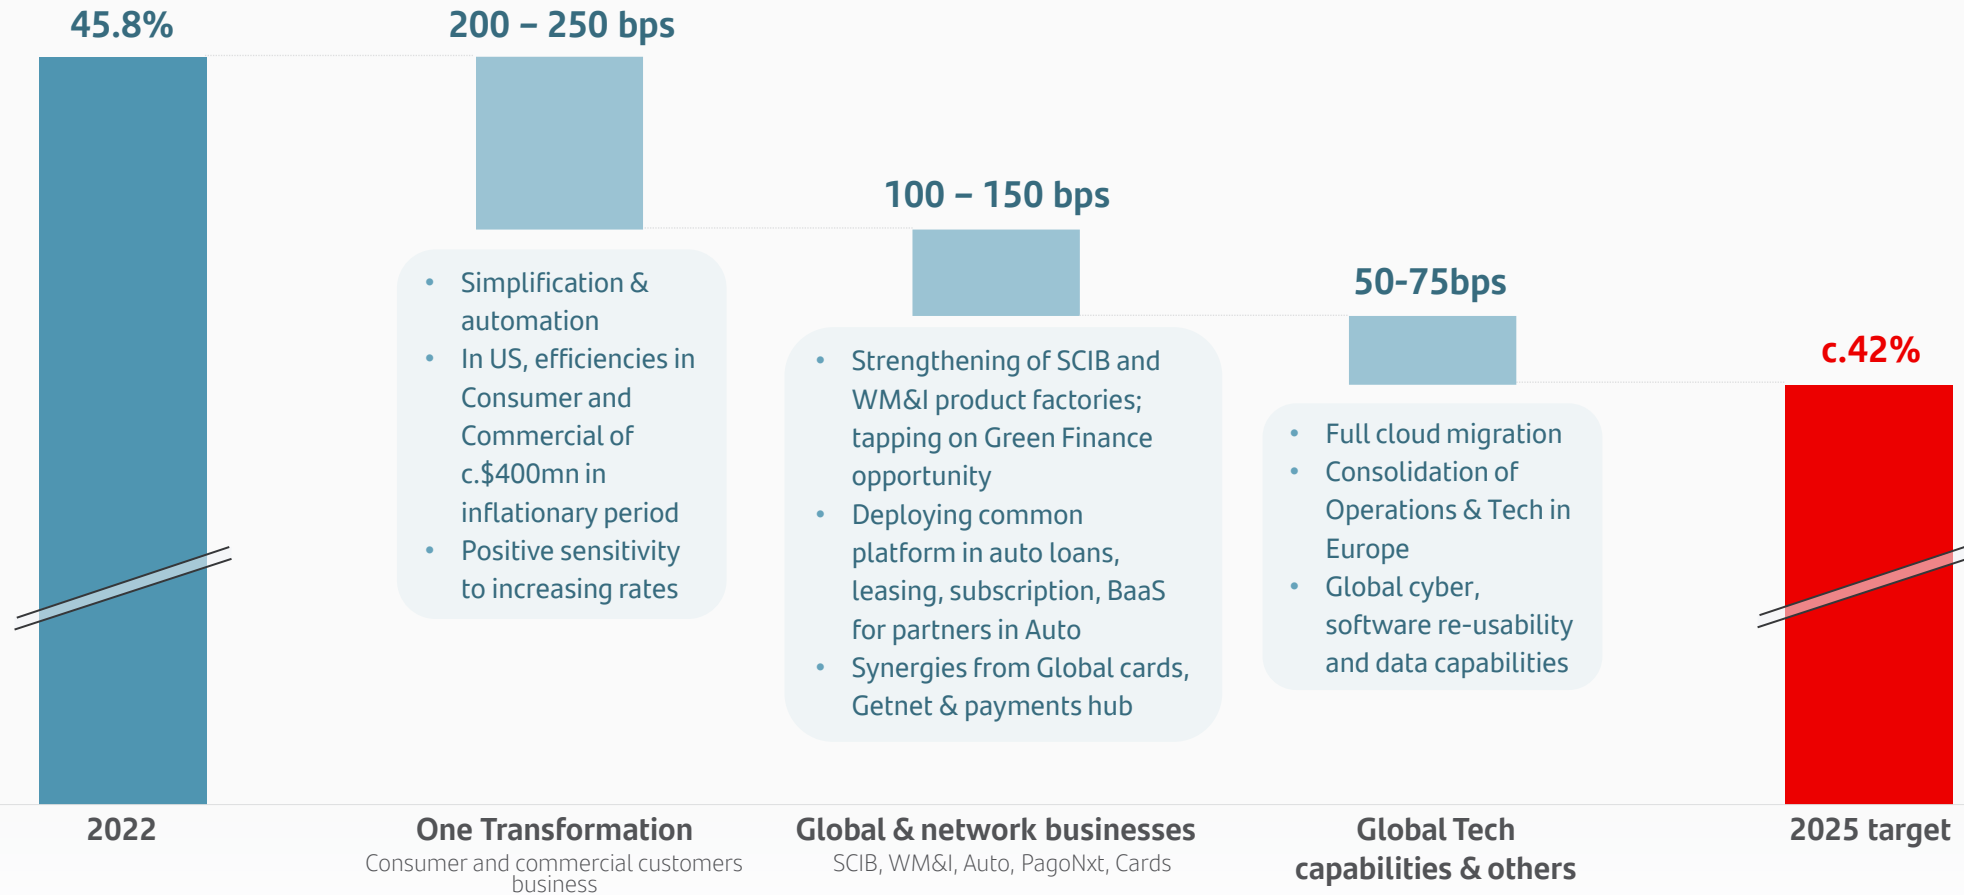 45.8%
200 – 250 bps
100 – 150 bps
50-75bps
c.42%
• Simplification &
automation
• In US, efficiencies in
Consumer and
Commercial of
c.$400mn in
inflationary period
• Positive sensitivity
to increasing rates
• Strengthening of SCIB and
WM&I product factories;
tapping on Green Finance
opportunity
• Deploying common
platform in auto loans,
leasing, subscription, BaaS
for partners in Auto
• Synergies from Global cards,
Getnet & payments hub
• Full cloud migration
• Consolidation of
Operations & Tech in
Europe
• Global cyber,
software re-usability
and data capabilities
2022
One Transformation
Consumer and commercial customers
business
Global & network businesses
SCIB, WM&I, Auto, PagoNxt, Cards
Global Tech
capabilities & others
2025 target